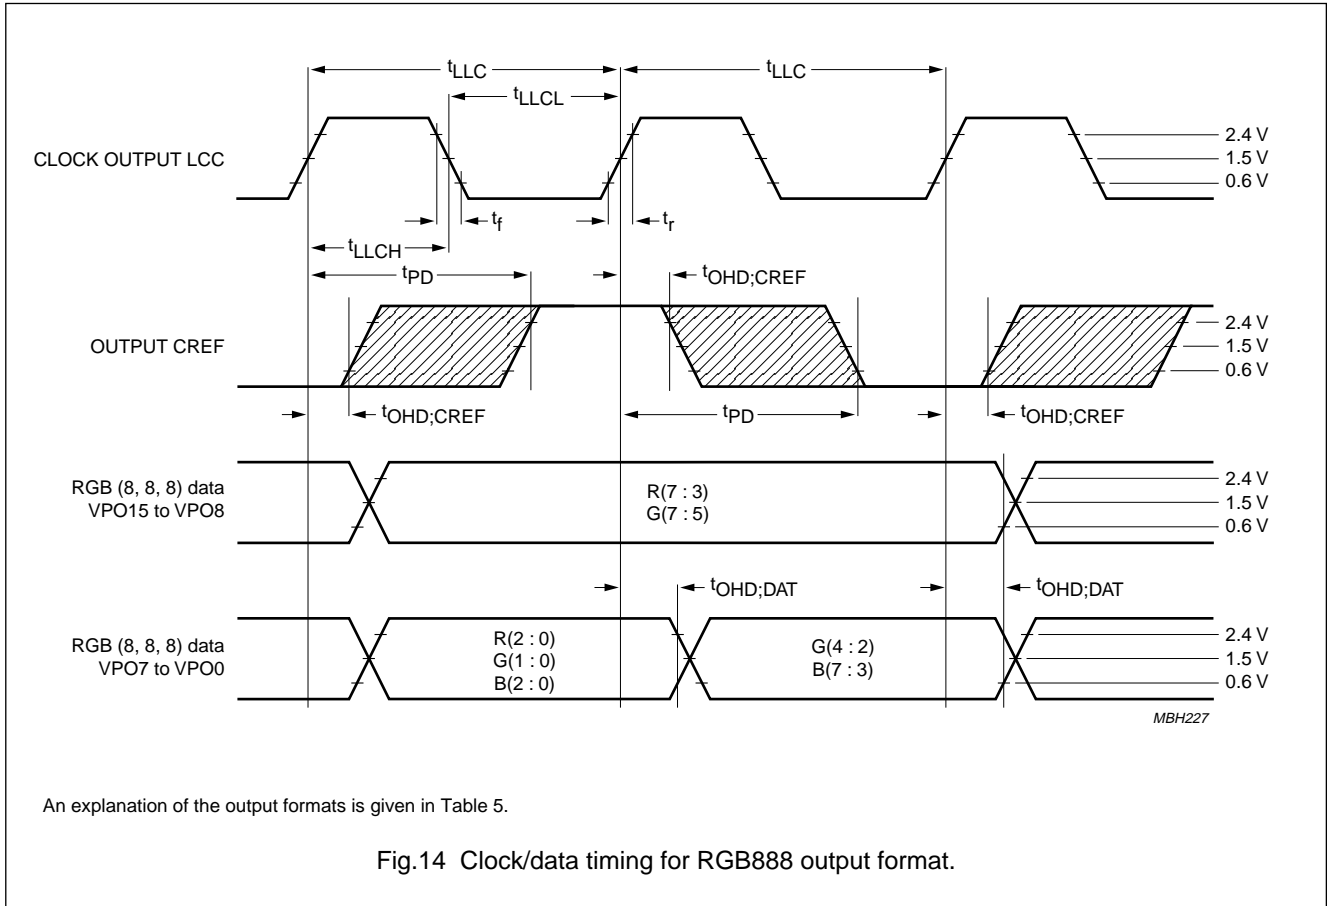 tLLC tLLC
tLLCL
CLOCK OUTPUT LCC
2.4 V
1.5 V
0.6 V
tf tr
tLLCH
tPD tOHD;CREF
OUTPUT CREF
2.4 V
1.5 V
0.6 V
tOHD;CREF tPD tOHD;CREF
RGB (8, 8, 8) data
VPO15 to VPO8
R(7 : 3)
G(7 : 5)
2.4 V
1.5 V
0.6 V
tOHD;DAT tOHD;DAT
RGB (8, 8, 8) data
VPO7 to VPO0
R(2 : 0)
G(1 : 0)
B(2 : 0)
G(4 : 2)
B(7 : 3)
2.4 V
1.5 V
0.6 V
MBH227
An explanation of the output formats is given in Table 5.
Fig.14 Clock/data timing for RGB888 output format.